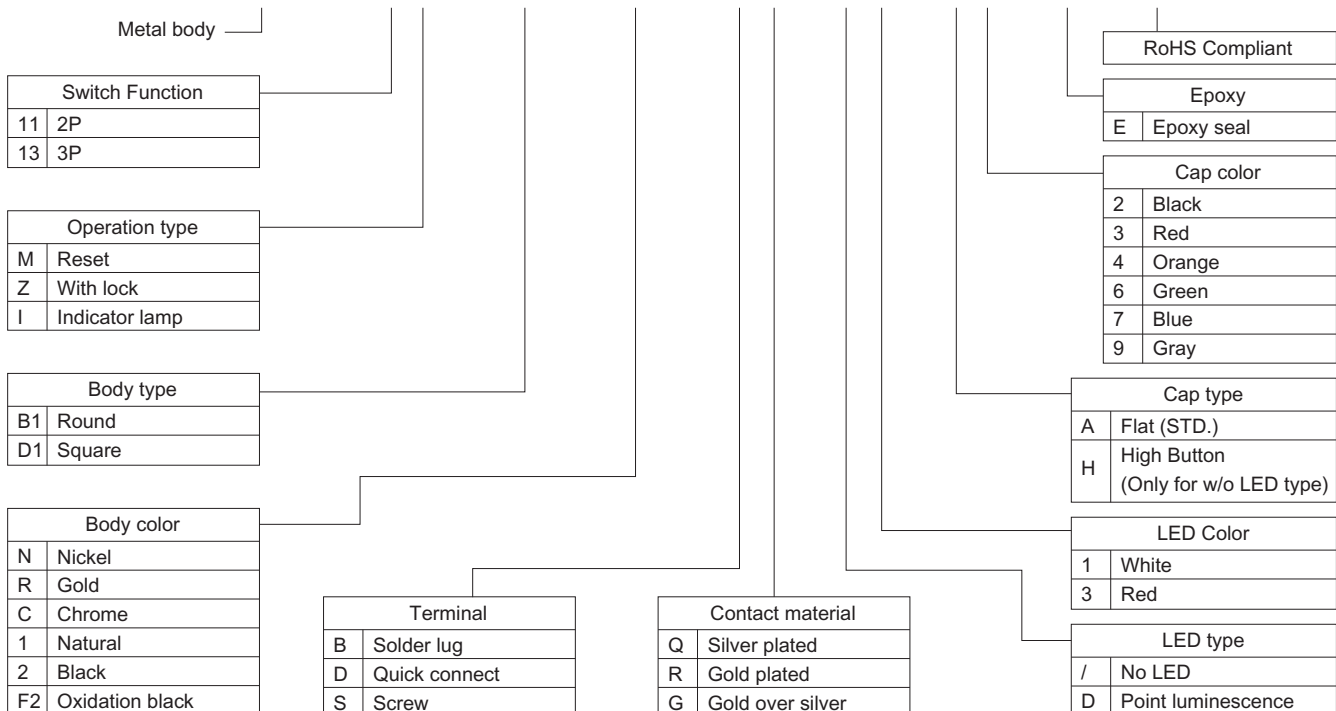 Metal body
Switch Function
11 2P
13 3P
Operation type
M Reset
Z With lock
I Indicator lamp
Body type
B1 Round
D1 Square
Body color
N Nickel
R Gold
C Chrome
1 Natural
2 Black
F2 Oxidation black
Terminal
B Solder lug
D Quick connect
S Screw
Contact material
Q Silver plated
R Gold plated
G Gold over silver
RoHS Compliant
Epoxy
E Epoxy seal
Cap color
2 Black
3 Red
4 Orange
6 Green
7 Blue
9 Gray
Cap type
A Flat (STD.)
H High Button
(Only for w/o LED type)
LED Color
1 White
3 Red
LED type
/ No LED
D Point luminescence